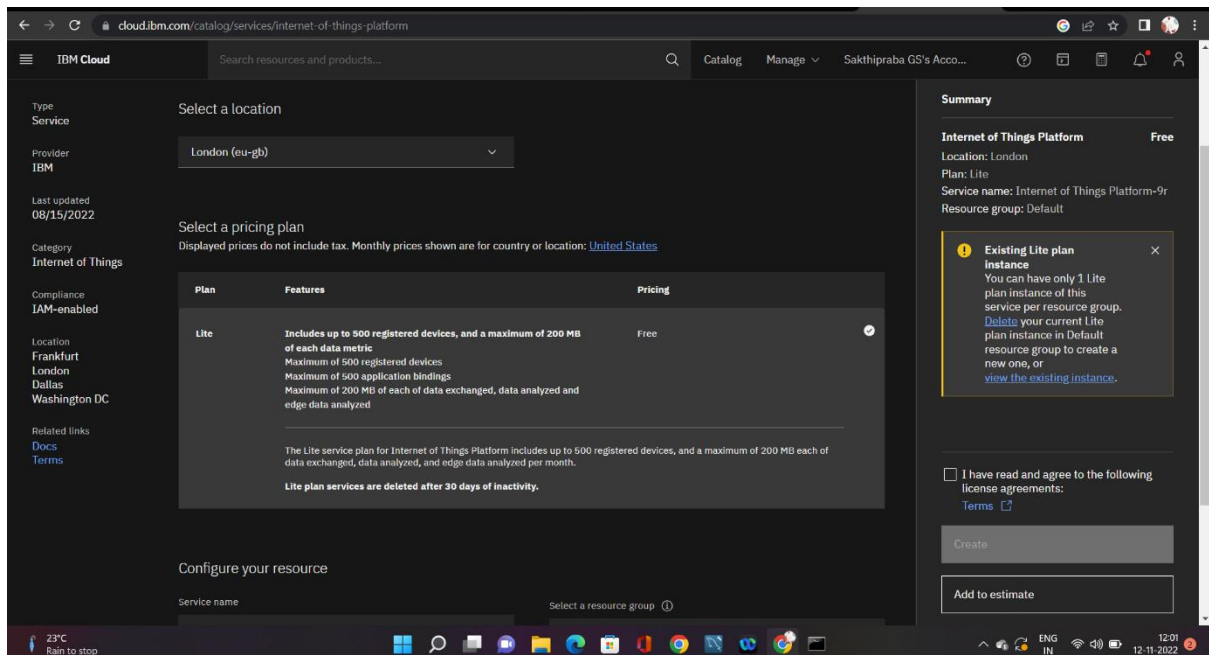 cloud.ibm.com/catalog/services/internet-of-things-platform
IBM Cloud
Search resources and products...
Catalog
Manage
Sakthipraba GS's Acco...
Type
Service
Provider
IBM
Last updated
08/15/2022
Category
Internet of Things
Compliance
IAM-enabled
Location
Frankfurt
London
Dallas
Washington DC
Related links
Docs
Terms
Select a location
London (eu-gb)
Select a pricing plan
Displayed prices do not include tax. Monthly prices shown are for country or location: United States
Plan Features Pricing
Lite Includes up to 500 registered devices, and a maximum of 200 MB Free
of each data metric
Maximum of 500 registered devices
Maximum of 500 application bindings
Maximum of 200 MB of each of data exchanged, data analyzed and
edge data analyzed
The Lite service plan for Internet of Things Platform includes up to 500 registered devices, and a maximum of 200 MB each of
data exchanged, data analyzed, and edge data analyzed per month.
Lite plan services are deleted after 30 days of inactivity.
Configure your resource
Service name
Select a resource group
Summary
Internet of Things Platform Free
Location: London
Plan: Lite
Service name: Internet of Things Platform-9r
Resource group: Default
Existing Lite plan
instance
You can have only 1 Lite
plan instance of this
service per resource group.
Delete your current Lite
plan instance in Default
resource group to create a
new one, or
view the existing instance.
I have read and agree to the following
license agreements:
Terms
Create
Add to estimate
23°C
Rain to stop
ENG
IN
12:01
12-11-2022
2